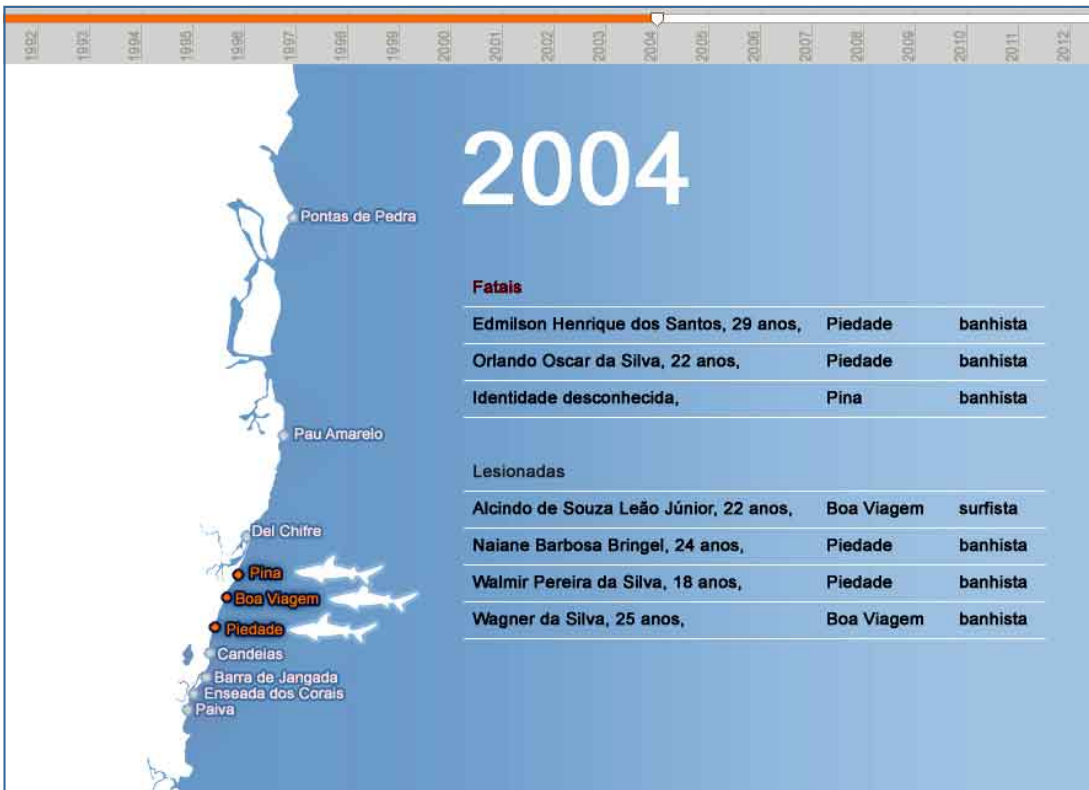 1992 1993 1994 1995 1996 1997 1998 1999 2000 2001 2002 2003 2004 2005 2006 2007 2008 2009 2010 2011 2012
2004
Pontas de Pedra
Fatais
Edmilson Henrique dos Santos, 29 anos, Piedade banhista
Orlando Oscar da Silva, 22 anos, Piedade banhista
Identidade desconhecida, Pina banhista
Pau Amarelo
Lesionadas
Alcindo de Souza Leão Júnior, 22 anos, Boa Viagem surfista
Naiane Barbosa Bringel, 24 anos, Piedade banhista
Walmir Pereira da Silva, 18 anos, Piedade banhista
Wagner da Silva, 25 anos, Boa Viagem banhista
Del Chifre
Pina
Boa Viagem
Piedade
Candeias
Barra de Jangada
Enseada dos Corais
Paiva